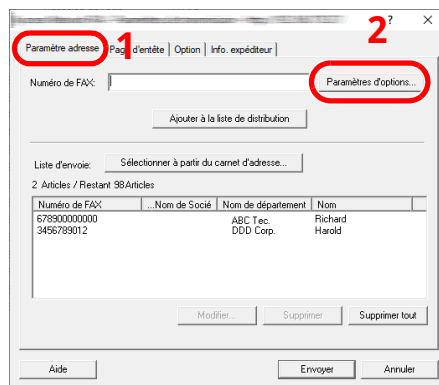 2
? ×
Paramètre adresse Page d'entête Option Info. expéditeur
1
Numéro de FAX: Paramètres d'options...
Ajouter à la liste de distribution
Liste d'envoie: Sélectionner à partir du carnet d'adresse...
2 Articles / Restant 98Articles
Numéro de FAX ...Nom de Socié Nom de département Nom
678900000000 ABC Tec. Richard
3456789012 DDD Corp. Harold
Modifier... Supprimer Supprimer tout
Aide Envoyer Annuler